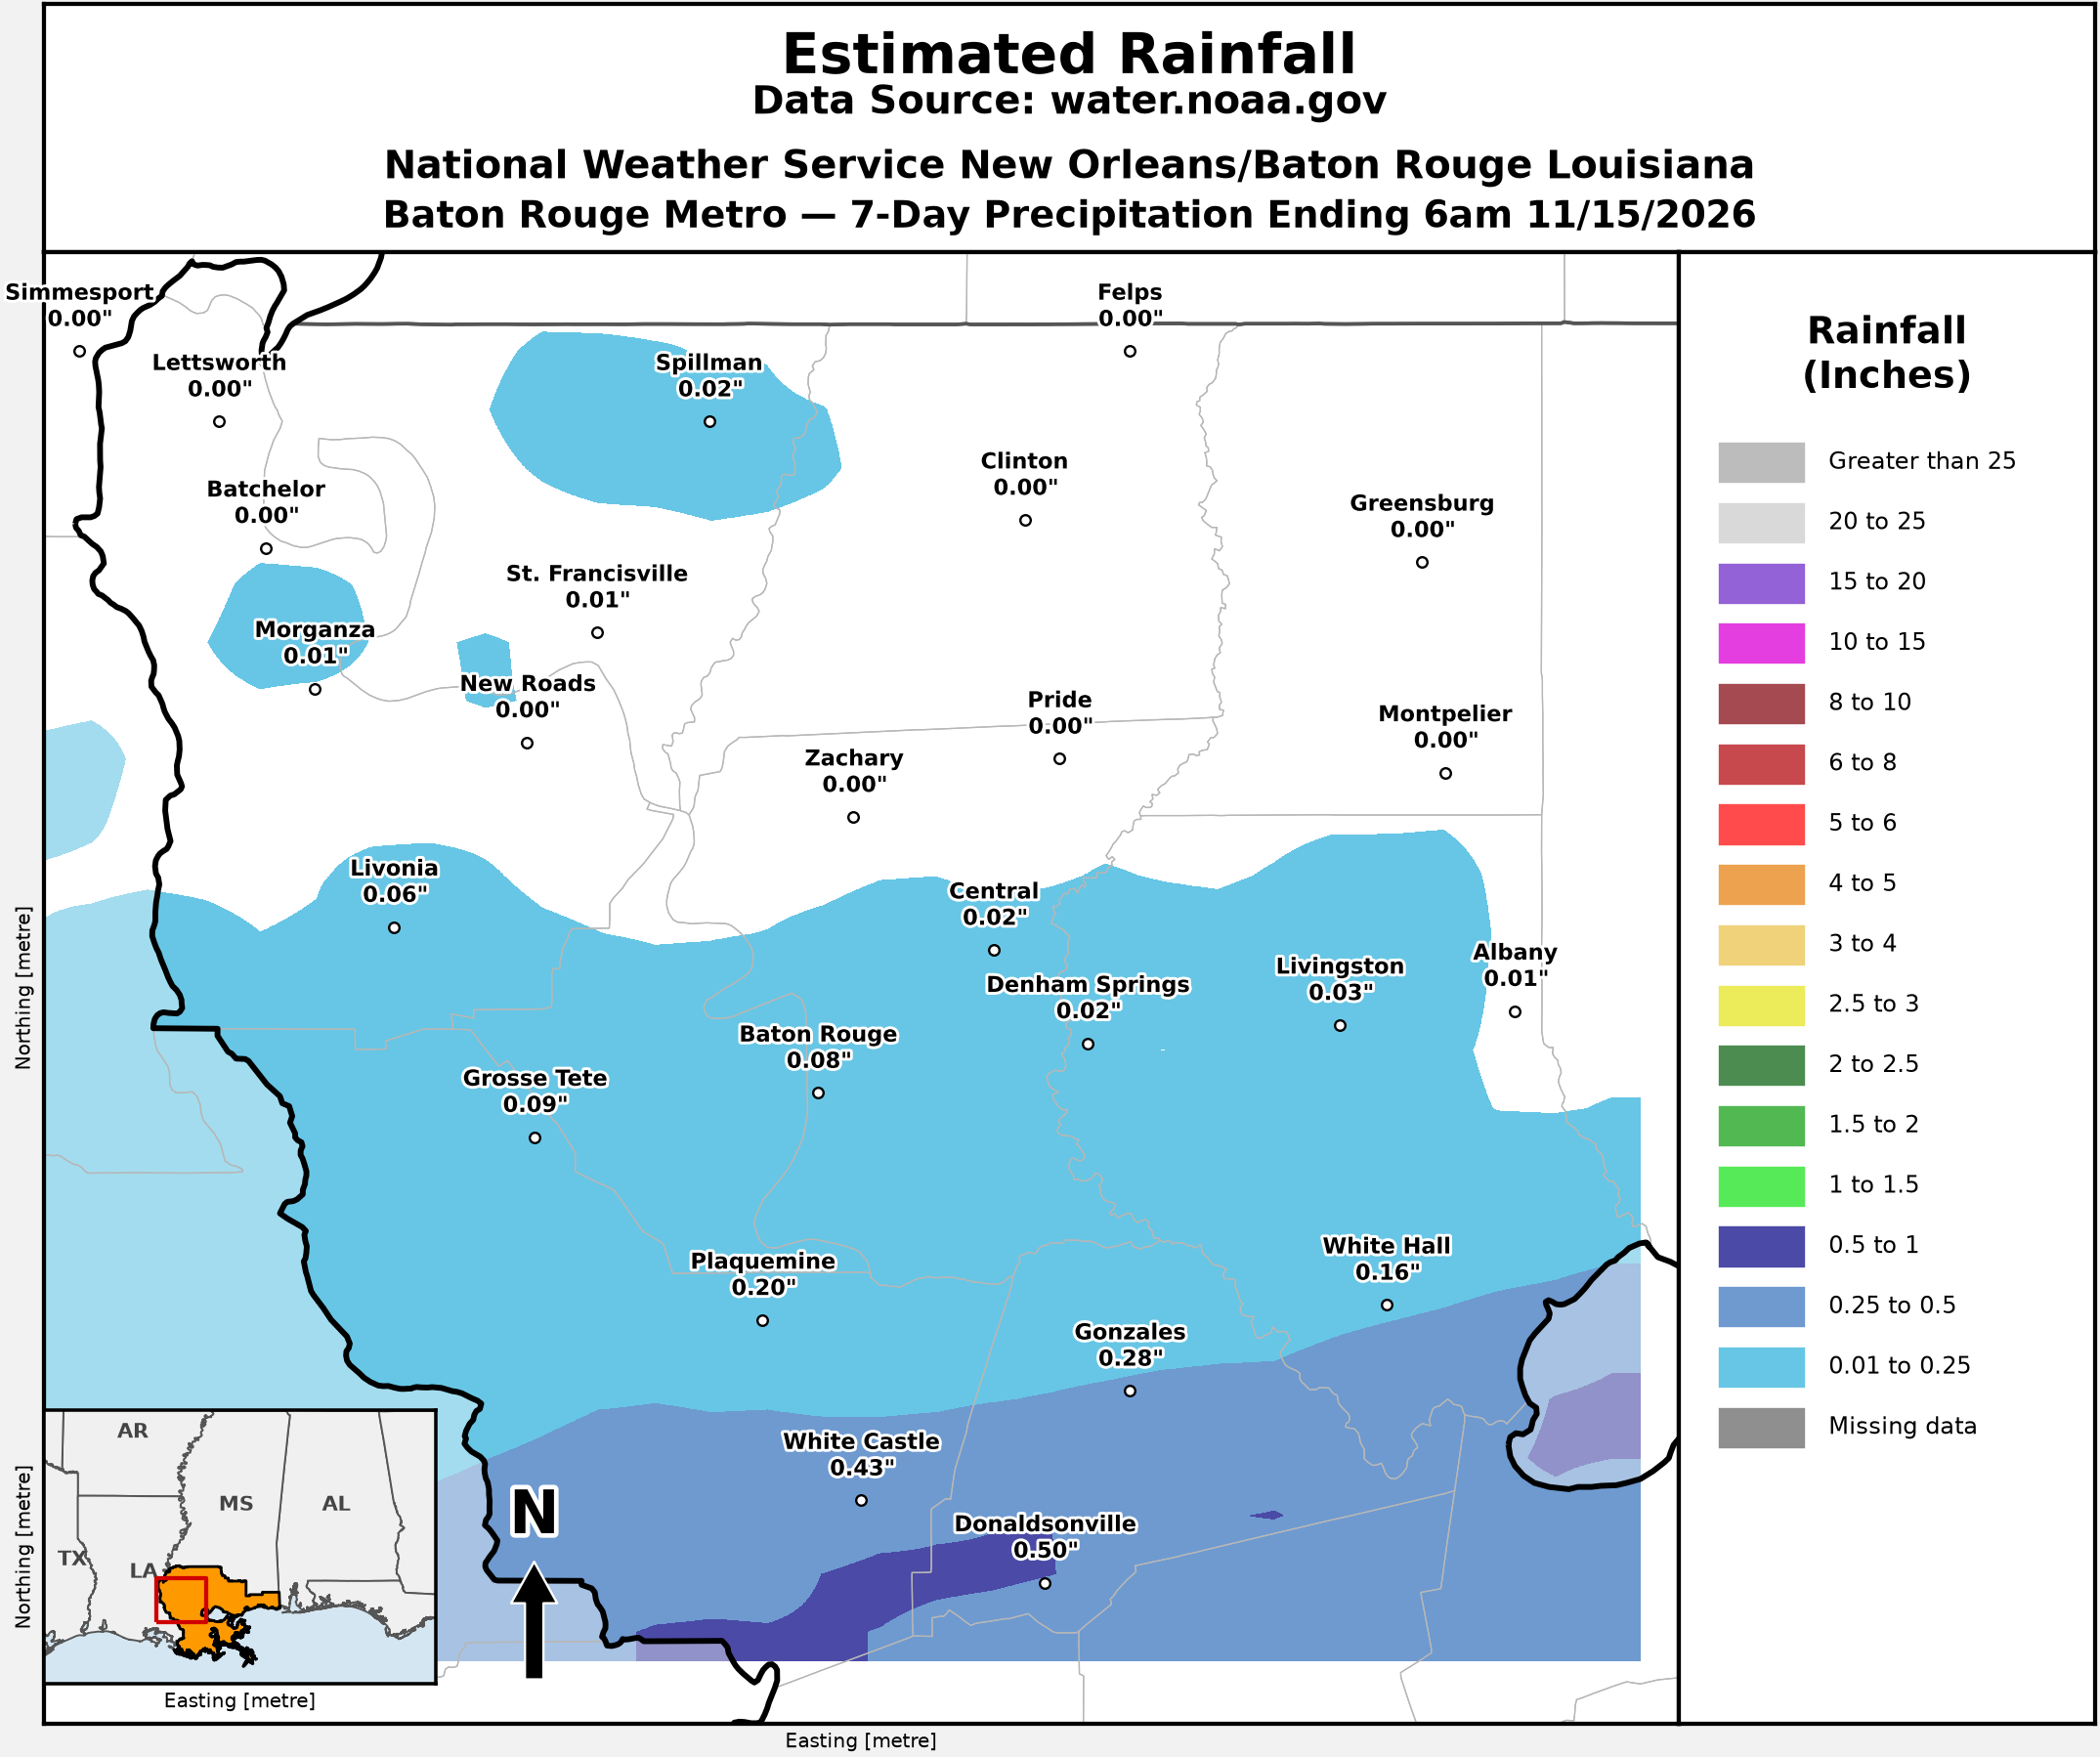 Estimated Rainfall
Data Source: water.noaa.gov
National Weather Service New Orleans/Baton Rouge Louisiana
Baton Rouge Metro — 7-Day Precipitation Ending 6am 11/15/2026
Simmesport
0.00"
Felps
0.00"
Lettsworth
0.00"
Spillman
0.02"
Clinton
0.00"
Batchelor
0.00"
Greensburg
0.00"
St. Francisville
0.01"
Morganza
0.01"
New Roads
0.00"
Pride
0.00"
Montpelier
0.00"
Zachary
0.00"
Livonia
0.06"
Central
0.02"
Albany
0.01"
Livingston
0.03"
Denham Springs
0.02"
Baton Rouge
0.08"
Grosse Tete
0.09"
White Hall
0.16"
Plaquemine
0.20"
Gonzales
0.28"
White Castle
0.43"
Donaldsonville
0.50"
N
Rainfall
(Inches)
Greater than 25
20 to 25
15 to 20
10 to 15
8 to 10
6 to 8
5 to 6
4 to 5
3 to 4
2.5 to 3
2 to 2.5
1.5 to 2
1 to 1.5
0.5 to 1
0.25 to 0.5
0.01 to 0.25
Missing data
AR
MS
AL
TX
LA
Northing [metre]
Northing [metre]
Easting [metre]
Easting [metre]